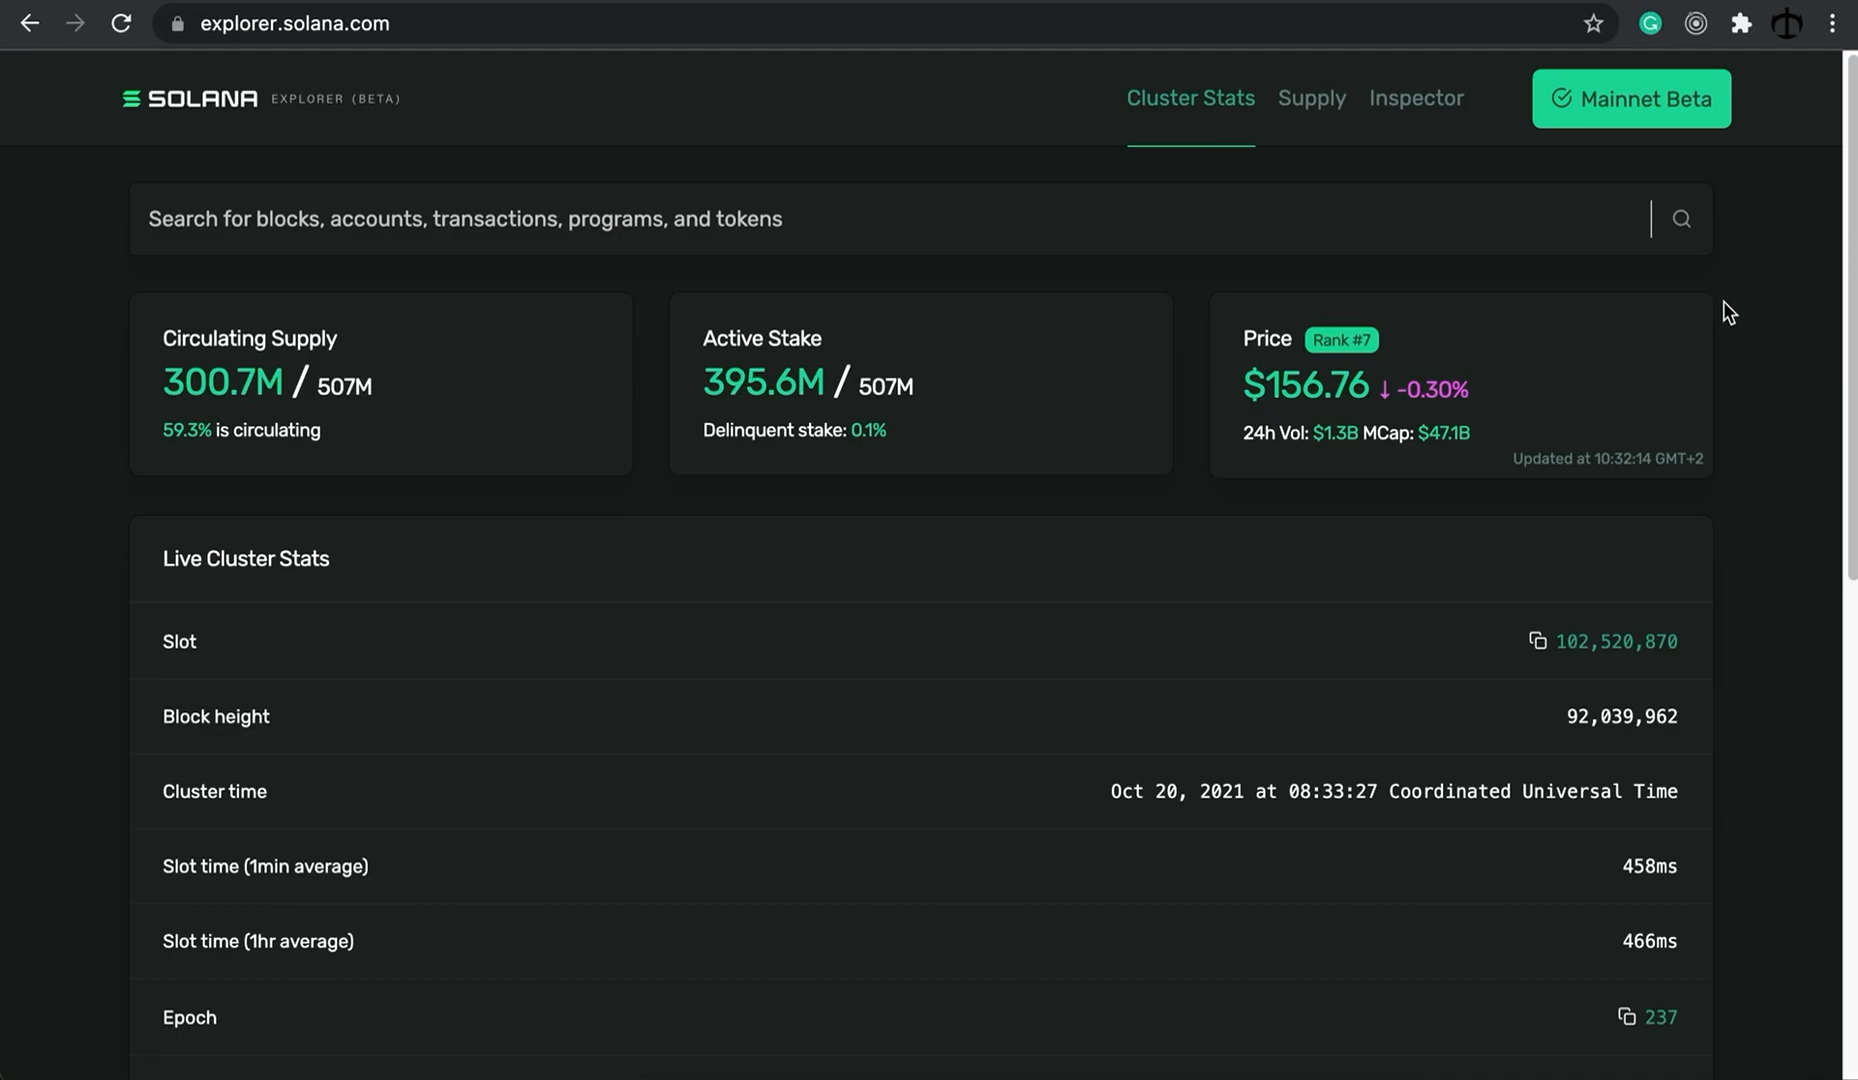 explorer.solana.com
SOLANA EXPLORER (BETA)
Cluster Stats Supply Inspector Mainnet Beta
Search for blocks, accounts, transactions, programs, and tokens
Circulating Supply
300.7M / 507M
59.3% is circulating
Active Stake
395.6M / 507M
Delinquent stake: 0.1%
Price Rank #7
$156.76 ↓ -0.30%
24h Vol: $1.3B MCap: $47.1B
Updated at 10:32:14 GMT+2
Live Cluster Stats
Slot 102,520,870
Block height 92,039,962
Cluster time Oct 20, 2021 at 08:33:27 Coordinated Universal Time
Slot time (1min average) 458ms
Slot time (1hr average) 466ms
Epoch 237